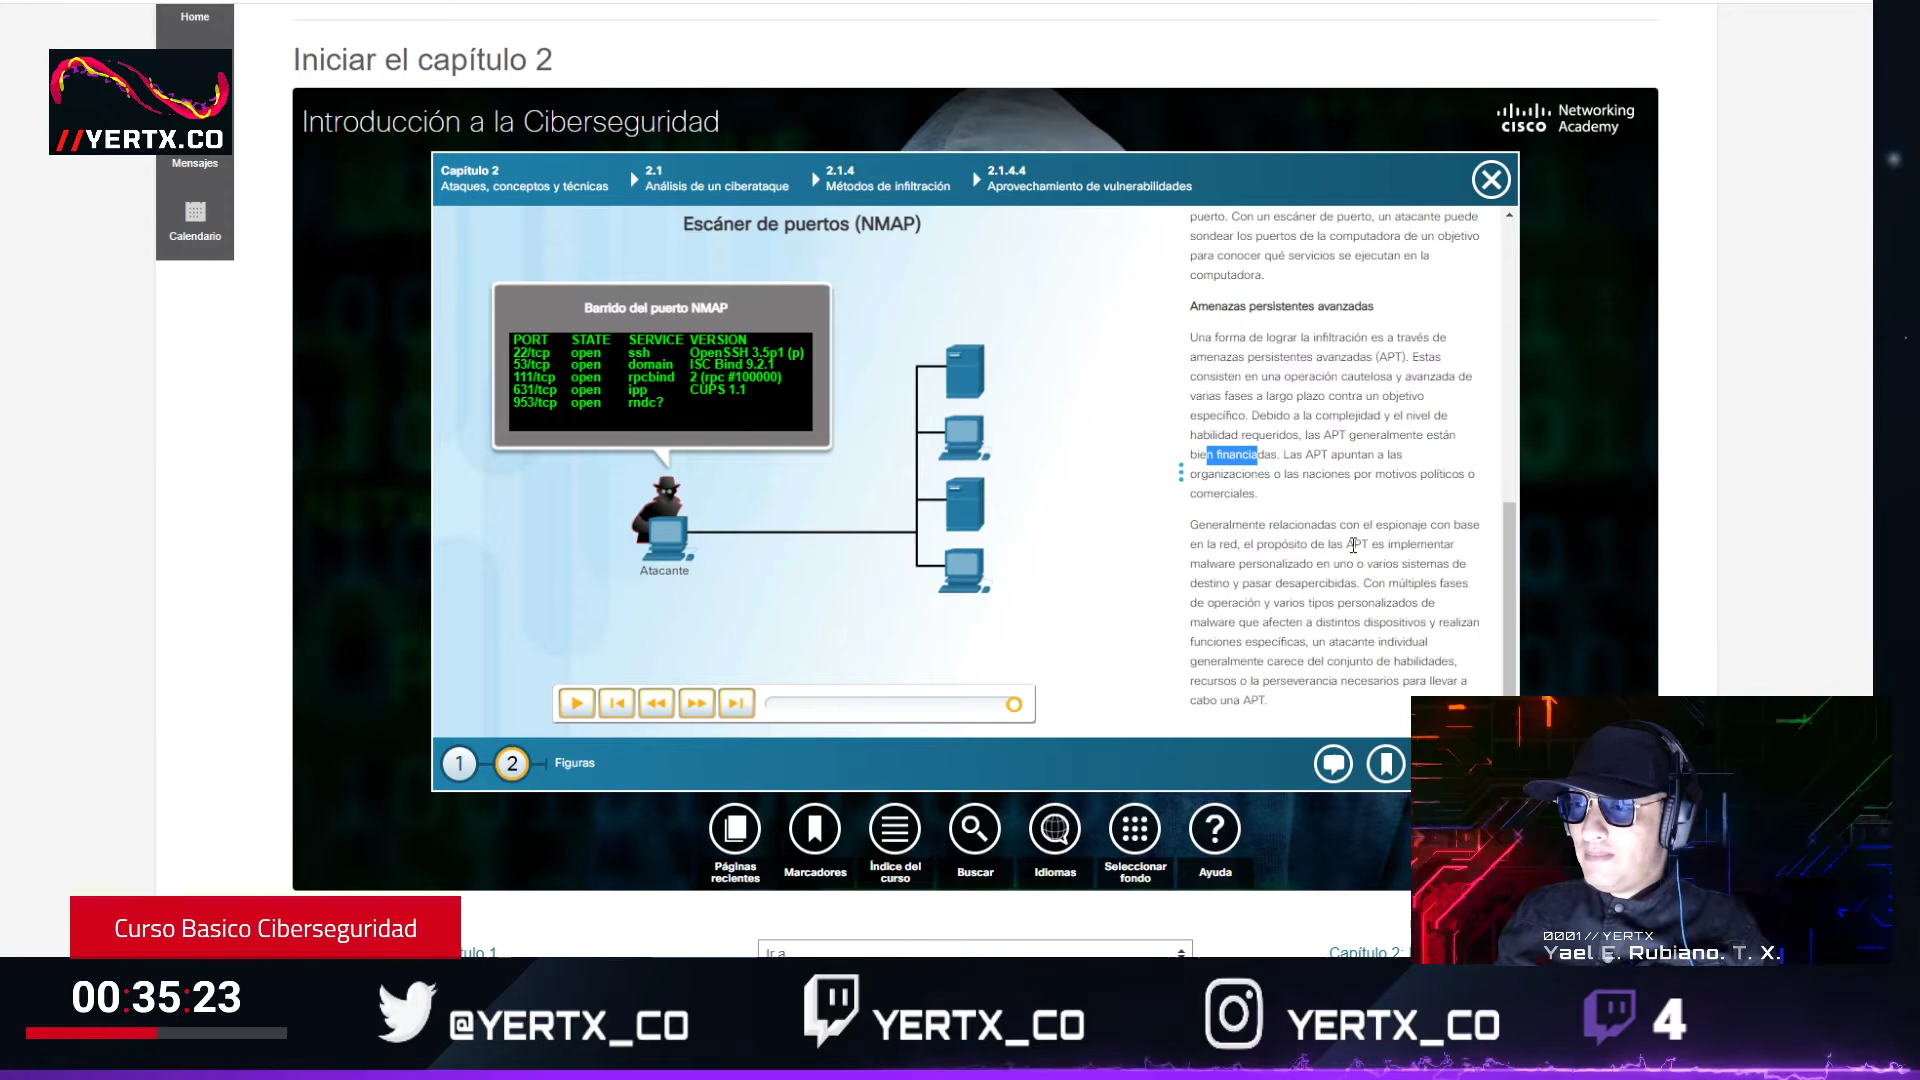 Home
Iniciar el capítulo 2
//YERTX.CO
Mensajes
Calendario
Introducción a la Ciberseguridad
CISCO
Networking
Academy
Capítulo 2
Ataques, conceptos y técnicas
2.1
Análisis de un ciberataque
2.1.4
Métodos de infiltración
2.1.4.4
Aprovechamiento de vulnerabilidades
Escáner de puertos (NMAP)
Barrido del puerto NMAP
PORT STATE SERVICE VERSION
22/tcp open ssh OpenSSH 3.5p1 (p)
53/tcp open domain ISC Bind 9.2.1
111/tcp open rpcbind 2 (rpc #100000)
631/tcp open ipp CUPS 1.1
953/tcp open rndc?
Atacante
puerto. Con un escáner de puerto, un atacante puede
sondear los puertos de la computadora de un objetivo
para conocer qué servicios se ejecutan en la
computadora.
Amenazas persistentes avanzadas
Una forma de lograr la infiltración es a través de
amenazas persistentes avanzadas (APT). Estas
consisten en una operación cautelosa y avanzada de
varias fases a largo plazo contra un objetivo
específico. Debido a la complejidad y el nivel de
habilidad requeridos, las APT generalmente están
bien financiadas. Las APT apuntan a las
organizaciones o las naciones por motivos políticos o
comerciales.
Generalmente relacionadas con el espionaje con base
en la red, el propósito de las APT es implementar
malware personalizado en uno o varios sistemas de
destino y pasar desapercibidas. Con múltiples fases
de operación y varios tipos personalizados de
malware que afecten a distintos dispositivos y realizan
funciones específicas, un atacante individual
generalmente carece del conjunto de habilidades,
recursos o la perseverancia necesarios para llevar a
cabo una APT.
1 2 Figuras
Páginas
recientes
Marcadores
Índice del
curso
Buscar
Idiomas
Seleccionar
fondo
Ayuda
Curso Basico Ciberseguridad
tulo 1
Ir a
Capítulo 2:
0001 // YERTX
Yael E. Rubiano. T. X.
00:35:23
@YERTX_CO
YERTX_CO
YERTX_CO
4